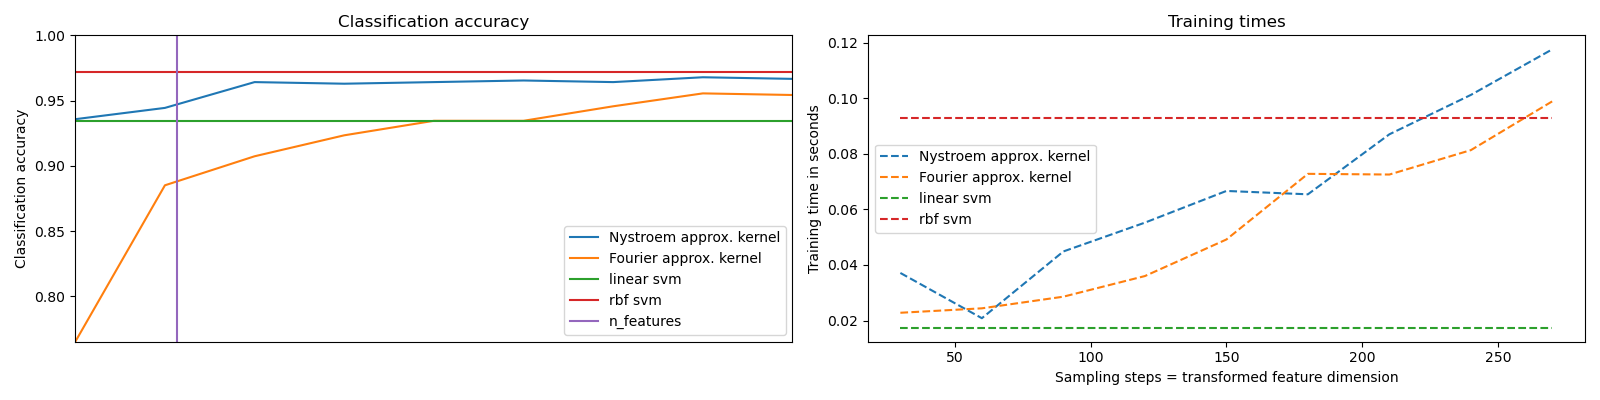 Classification accuracy
1.00
0.95
0.90
0.85
0.80
Classification accuracy
Nystroem approx. kernel
Fourier approx. kernel
linear svm
rbf svm
n_features
Training times
0.12
0.10
0.08
0.06
0.04
0.02
Training time in seconds
Nystroem approx. kernel
Fourier approx. kernel
linear svm
rbf svm
50 100 150 200 250
Sampling steps = transformed feature dimension